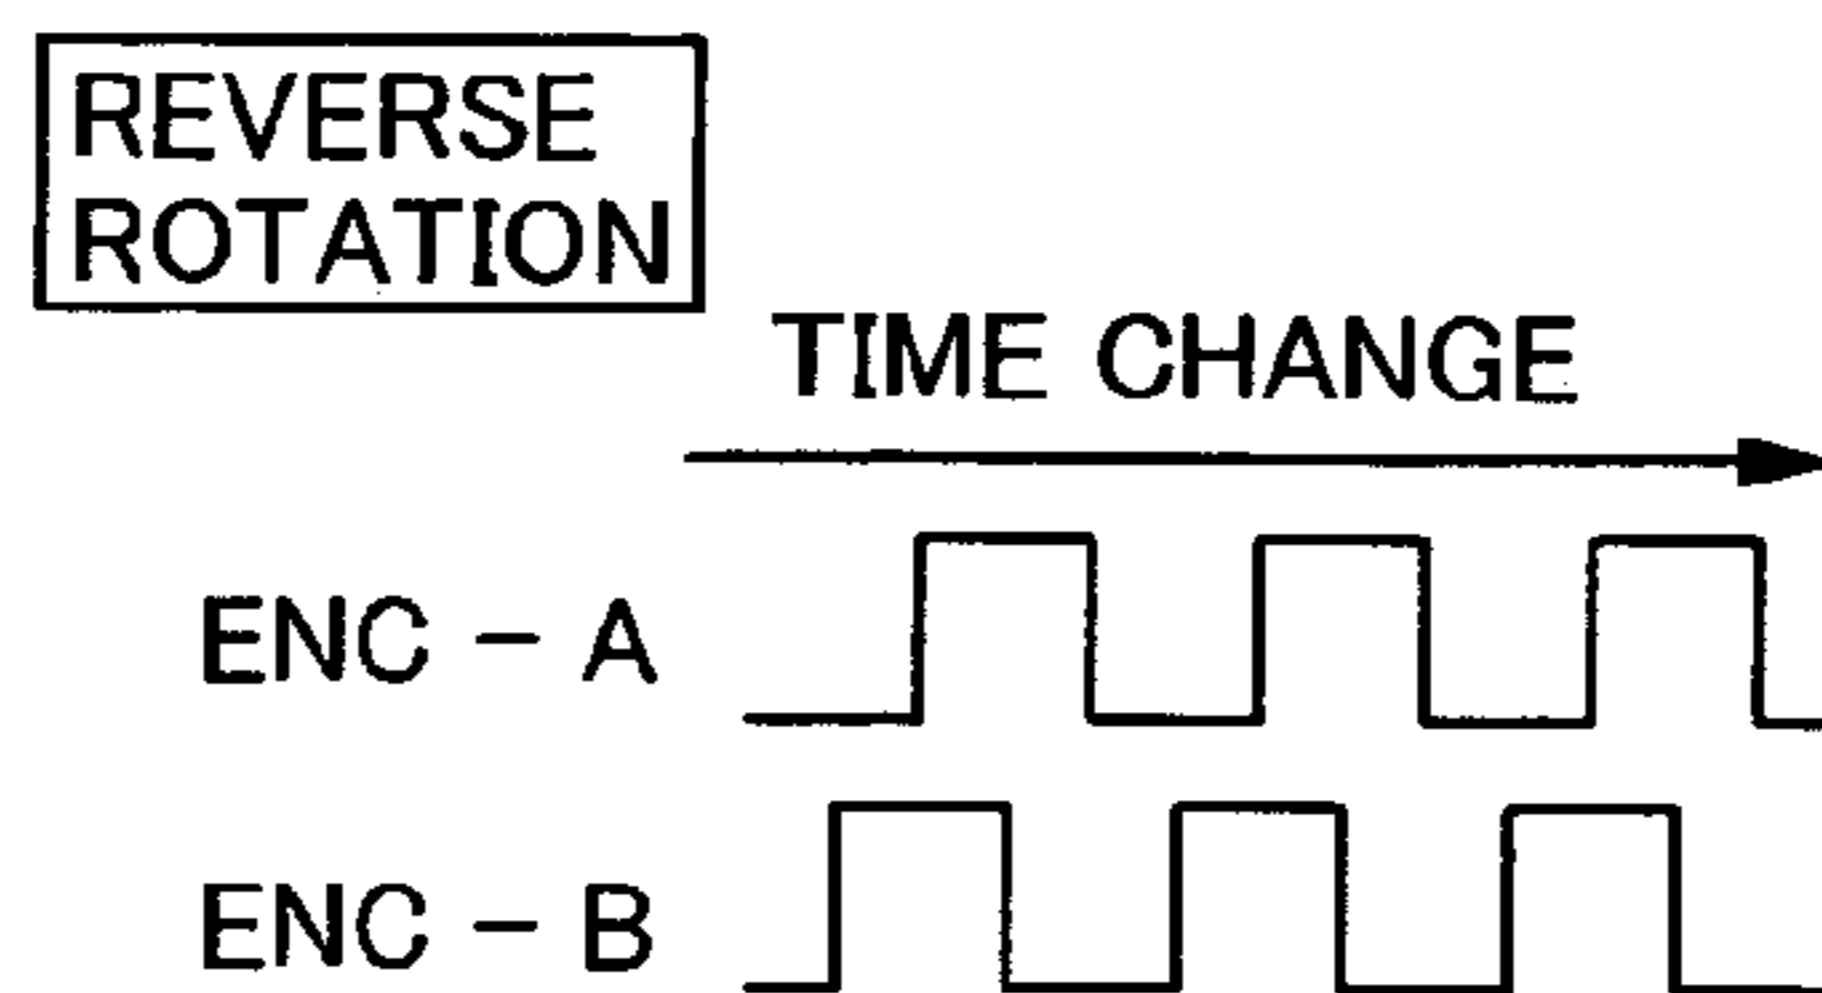 REVERSE
ROTATION
TIME CHANGE
ENC - A
ENC - B